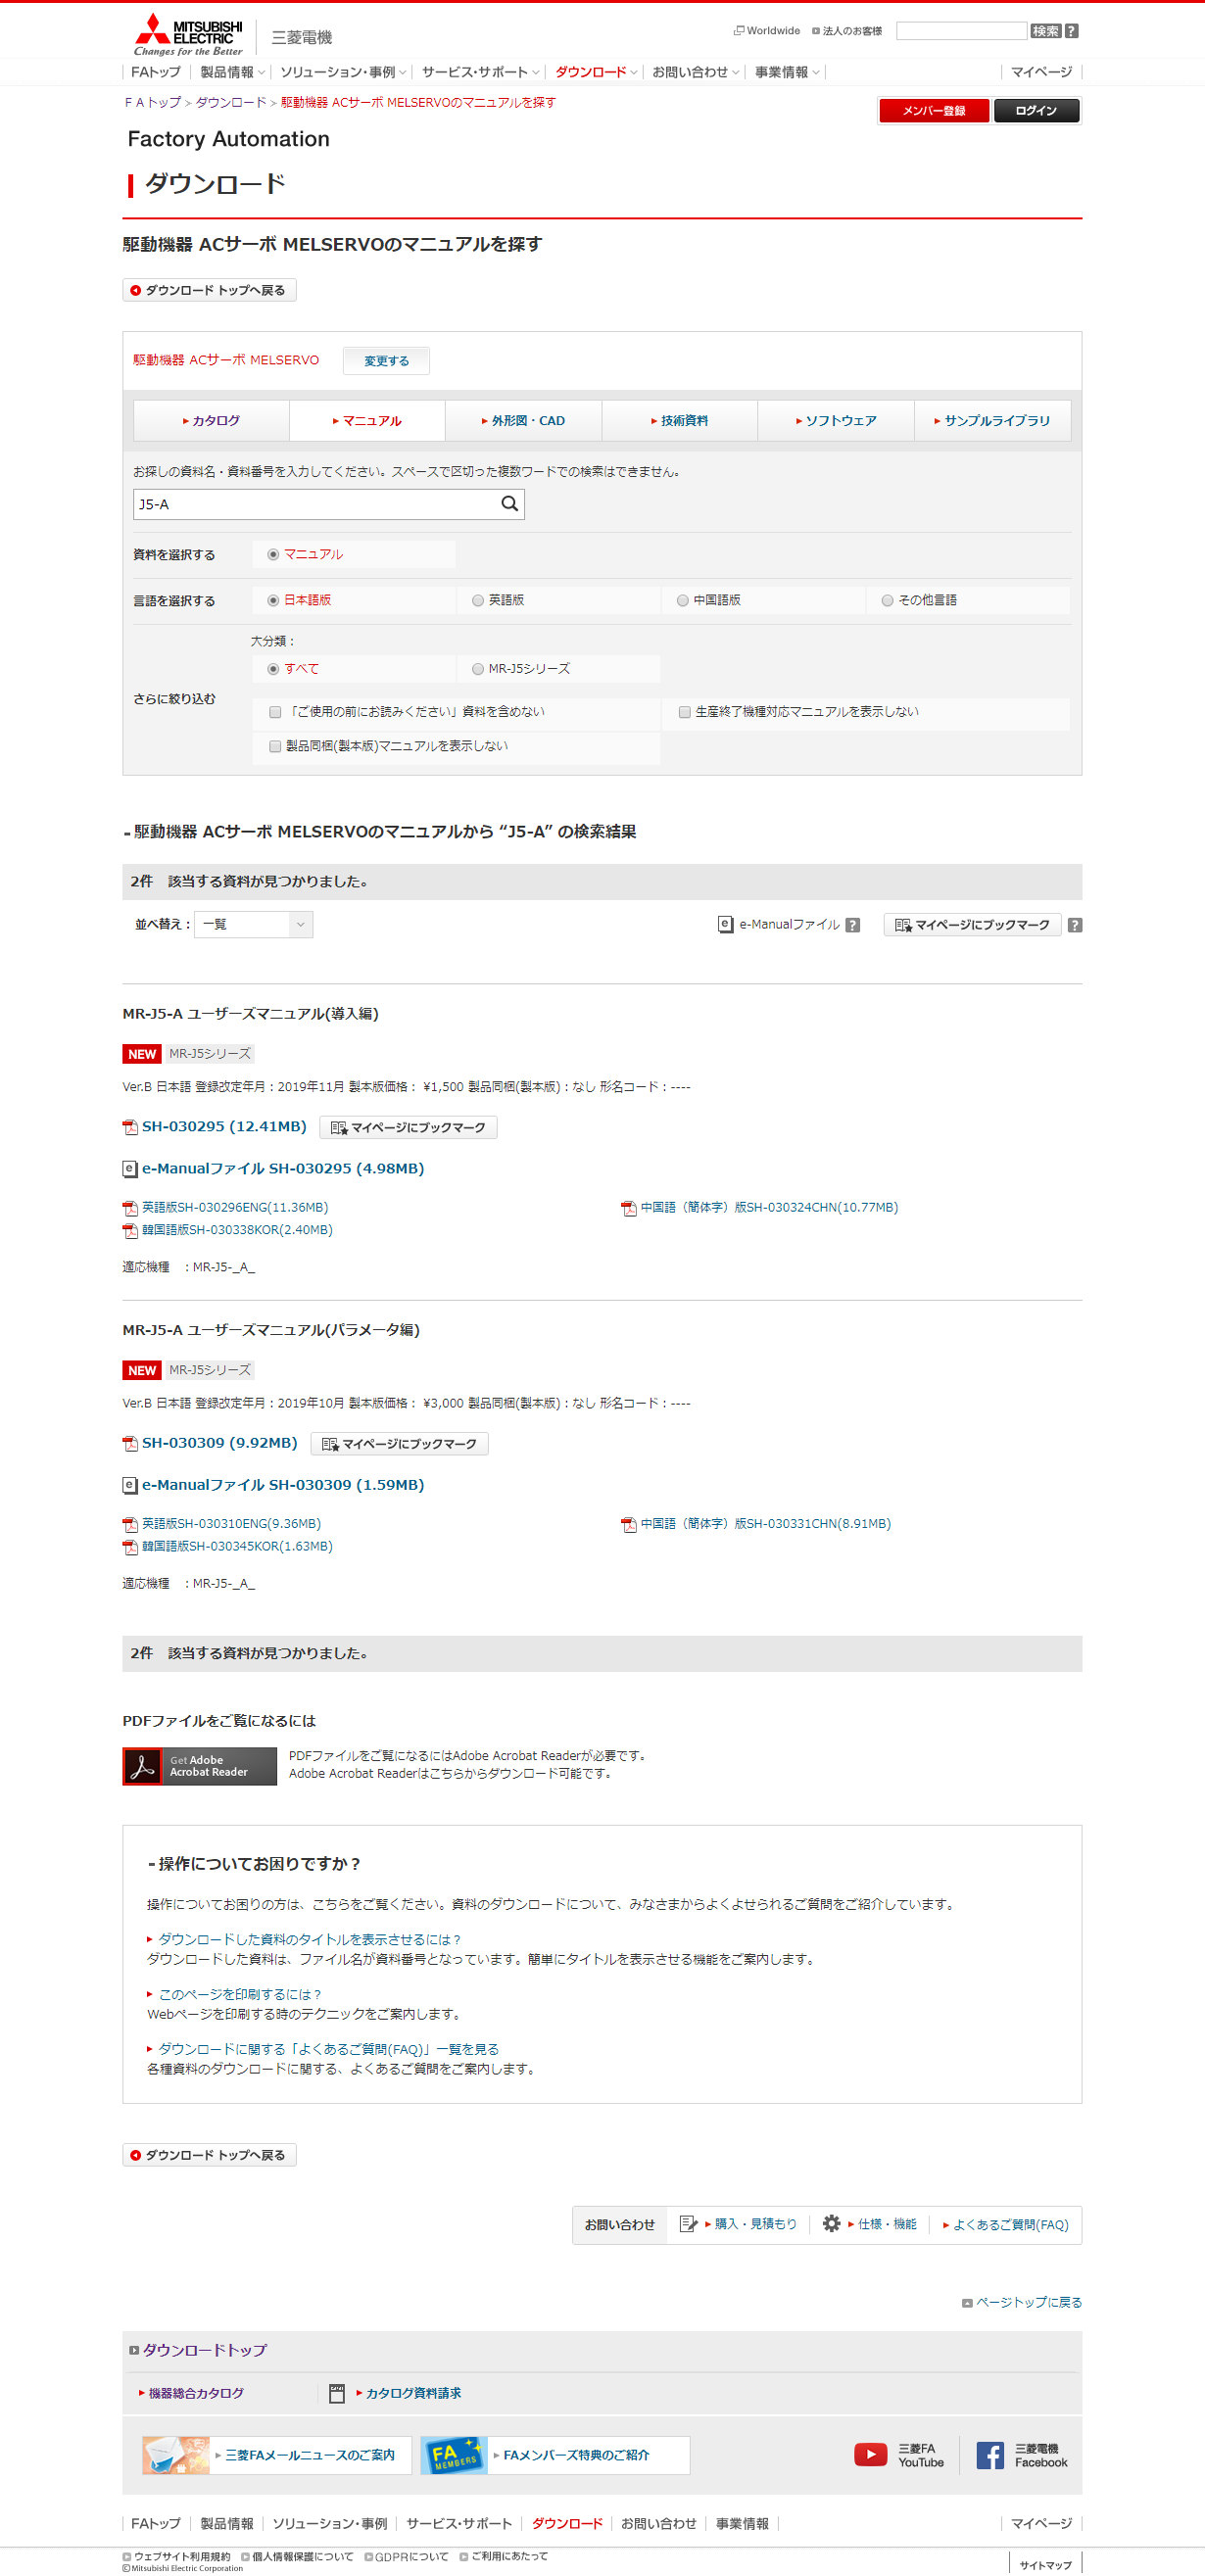 MITSUBISHI ELECTRIC
Changes for the Better
三菱電機
Worldwide 法人のお客様 検索 ?
FAトップ 製品情報 ソリューション・事例 サービス・サポート ダウンロード お問い合わせ 事業情報 マイページ
ＦＡトップ > ダウンロード > 駆動機器 ACサーボ MELSERVOのマニュアルを探す
メンバー登録 ログイン
Factory Automation
ダウンロード
駆動機器 ACサーボ MELSERVOのマニュアルを探す
ダウンロード トップへ戻る
駆動機器 ACサーボ MELSERVO 変更する
カタログ マニュアル 外形図・CAD 技術資料 ソフトウェア サンプルライブラリ
お探しの資料名・資料番号を入力してください。スペースで区切った複数ワードでの検索はできません。
J5-A
資料を選択する マニュアル
言語を選択する 日本語版 英語版 中国語版 その他言語
大分類：
すべて MR-J5シリーズ
さらに絞り込む
「ご使用の前にお読みください」資料を含めない 生産終了機種対応マニュアルを表示しない
製品同梱(製本版)マニュアルを表示しない
駆動機器 ACサーボ MELSERVOのマニュアルから “J5-A” の検索結果
2件 該当する資料が見つかりました。
並べ替え： 一覧 e e-Manualファイル ? マイページにブックマーク ?
MR-J5-A ユーザーズマニュアル(導入編)
NEW MR-J5シリーズ
Ver.B 日本語 登録改定年月：2019年11月 製本版価格： ¥1,500 製品同梱(製本版)：なし 形名コード：----
SH-030295 (12.41MB) マイページにブックマーク
e e-Manualファイル SH-030295 (4.98MB)
英語版SH-030296ENG(11.36MB) 中国語（簡体字）版SH-030324CHN(10.77MB)
韓国語版SH-030338KOR(2.40MB)
適応機種 ：MR-J5-_A_
MR-J5-A ユーザーズマニュアル(パラメータ編)
NEW MR-J5シリーズ
Ver.B 日本語 登録改定年月：2019年10月 製本版価格： ¥3,000 製品同梱(製本版)：なし 形名コード：----
SH-030309 (9.92MB) マイページにブックマーク
e e-Manualファイル SH-030309 (1.59MB)
英語版SH-030310ENG(9.36MB) 中国語（簡体字）版SH-030331CHN(8.91MB)
韓国語版SH-030345KOR(1.63MB)
適応機種 ：MR-J5-_A_
2件 該当する資料が見つかりました。
PDFファイルをご覧になるには
Get Adobe
Acrobat Reader
PDFファイルをご覧になるにはAdobe Acrobat Readerが必要です。
Adobe Acrobat Readerはこちらからダウンロード可能です。
操作についてお困りですか？
操作についてお困りの方は、こちらをご覧ください。資料のダウンロードについて、みなさまからよくよせられるご質問をご紹介しています。
ダウンロードした資料のタイトルを表示させるには？
ダウンロードした資料は、ファイル名が資料番号となっています。簡単にタイトルを表示させる機能をご案内します。
このページを印刷するには？
Webページを印刷する時のテクニックをご案内します。
ダウンロードに関する「よくあるご質問(FAQ)」一覧を見る
各種資料のダウンロードに関する、よくあるご質問をご案内します。
ダウンロード トップへ戻る
お問い合わせ 購入・見積もり 仕様・機能 よくあるご質問(FAQ)
ページトップに戻る
ダウンロードトップ
機器総合カタログ カタログ資料請求
三菱FAメールニュースのご案内 FA MEMBERS FAメンバーズ特典のご紹介 三菱FA YouTube 三菱電機 Facebook
FAトップ 製品情報 ソリューション・事例 サービス・サポート ダウンロード お問い合わせ 事業情報 マイページ
ウェブサイト利用規約 個人情報保護について GDPRについて ご利用にあたって
©Mitsubishi Electric Corporation サイトマップ